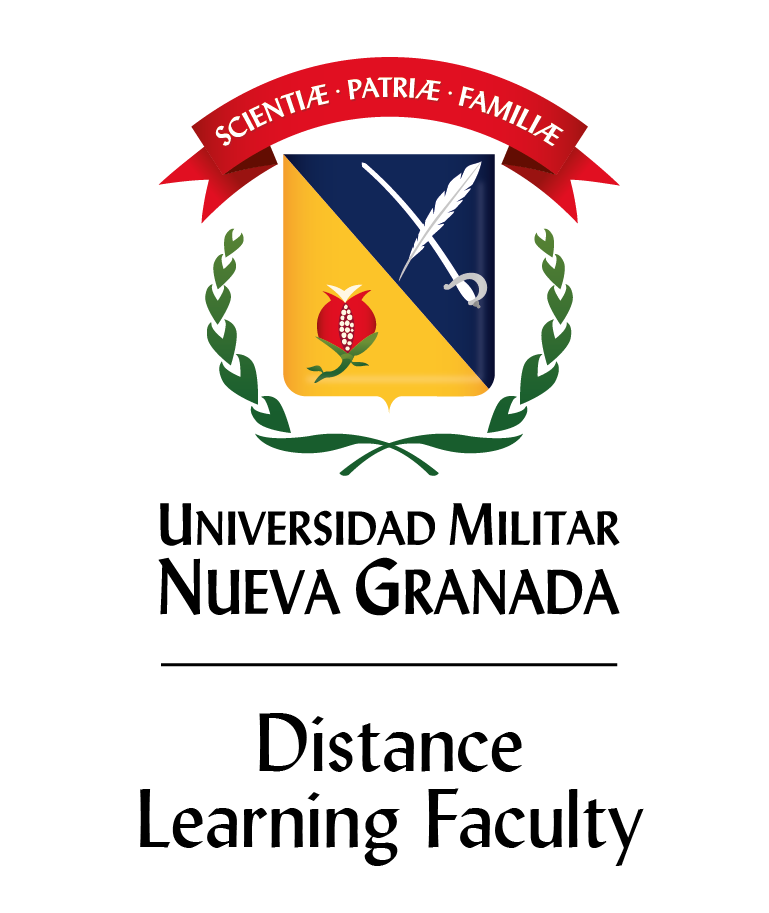 SCIENTIÆ · PATRIÆ · FAMILIÆ
UNIVERSIDAD MILITAR
NUEVA GRANADA
Distance
Learning Faculty